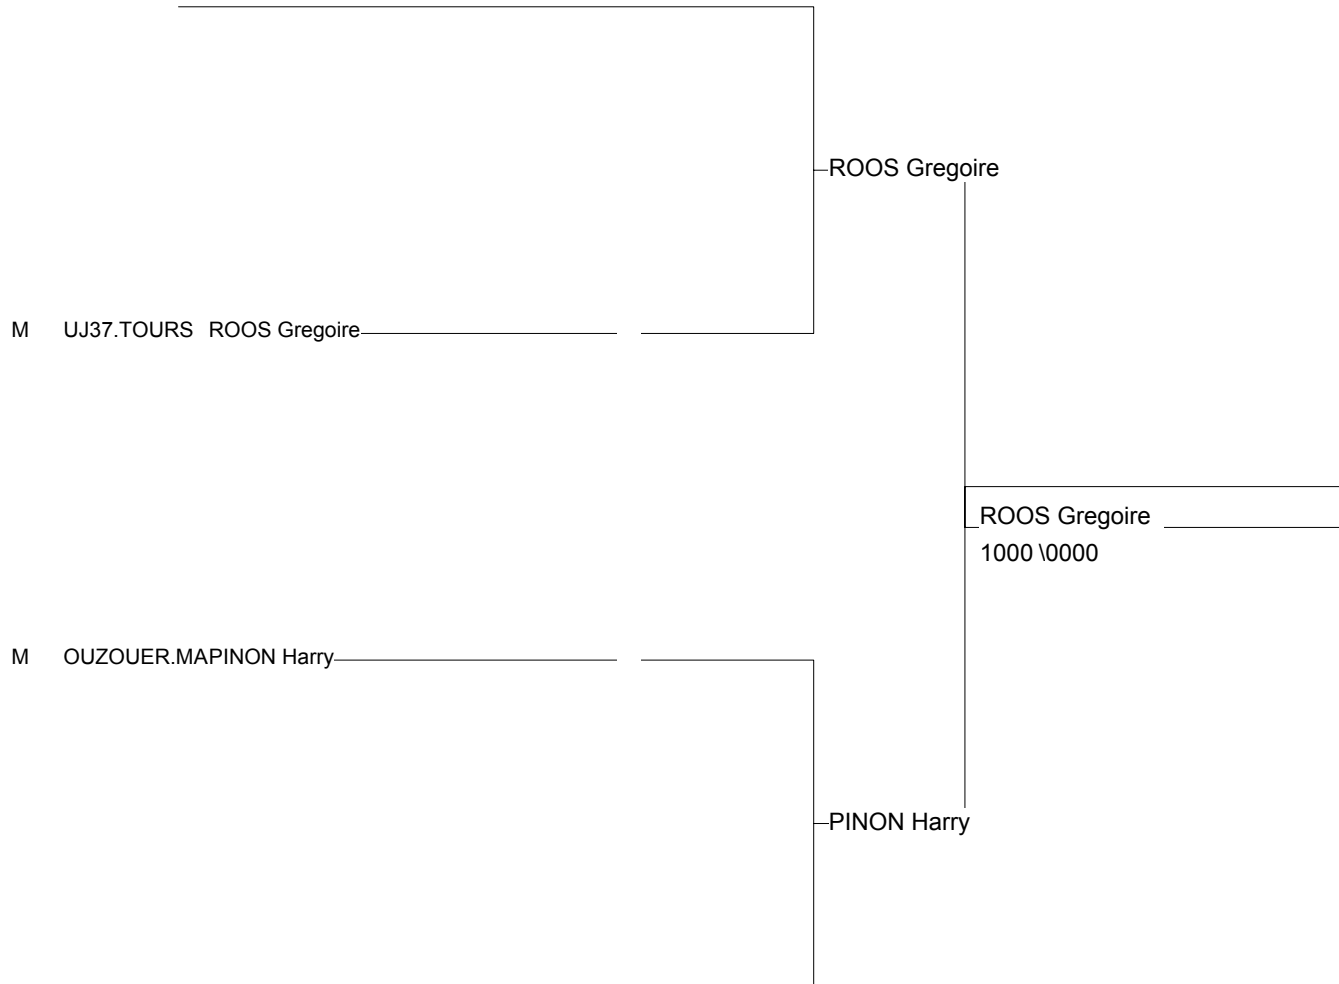 ROOS Gregoire
M UJ37.TOURS ROOS Gregoire
ROOS Gregoire
1000 \0000
M OUZOUER.MAPINON Harry
PINON Harry